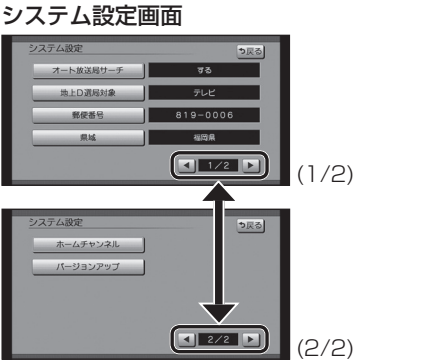 システム設定画面
システム設定 戻る
オート放送局サーチ する
地上D選局対象 テレビ
郵便番号 819-0006
県域 福岡県
◀ 1/2 ▶ (1/2)
システム設定 戻る
ホームチャンネル
バージョンアップ
◀ 2/2 ▶ (2/2)